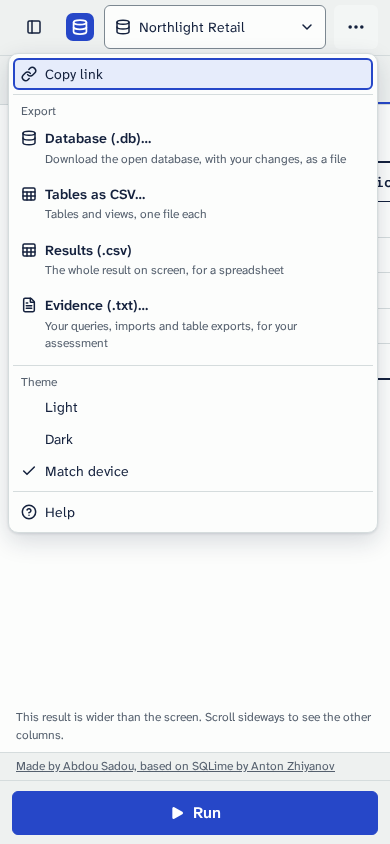 Northlight Retail
Copy link
Export
Database (.db)...
Download the open database, with your changes, as a file
Tables as CSV...
Tables and views, one file each
Results (.csv)
The whole result on screen, for a spreadsheet
Evidence (.txt)...
Your queries, imports and table exports, for your
assessment
Theme
Light
Dark
Match device
Help
This result is wider than the screen. Scroll sideways to see the other
columns.
Made by Abdou Sadou, based on SQLime by Anton Zhiyanov
Run